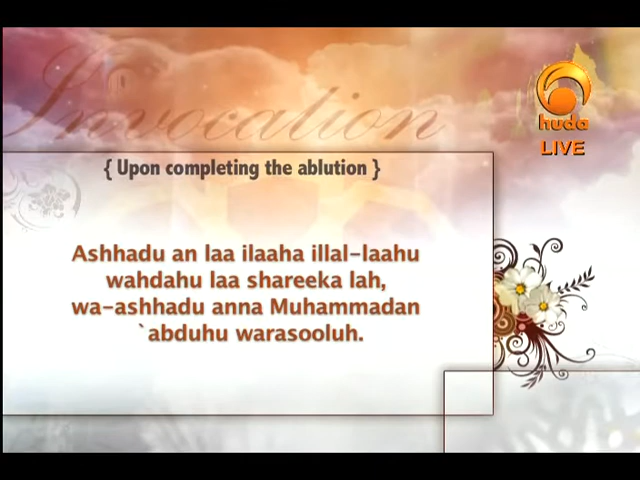 Invocation
huda
LIVE
{ Upon completing the ablution }
Ashhadu an laa ilaaha illal-laahu
wahdahu laa shareeka lah,
wa-ashhadu anna Muhammadan
`abduhu warasooluh.